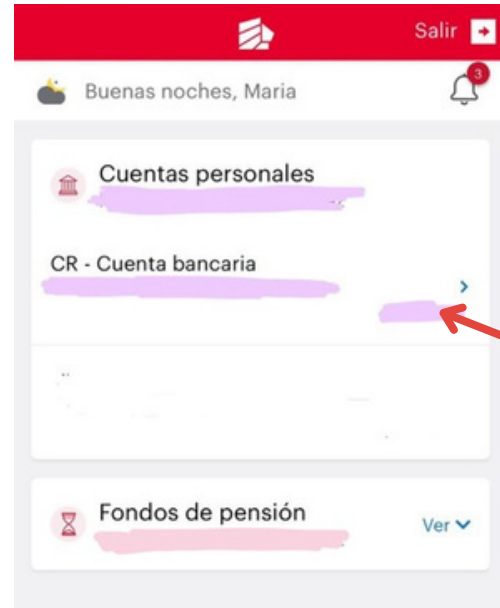 Salir
Buenas noches, Maria
3
Cuentas personales
CR - Cuenta bancaria
Fondos de pensión
Ver